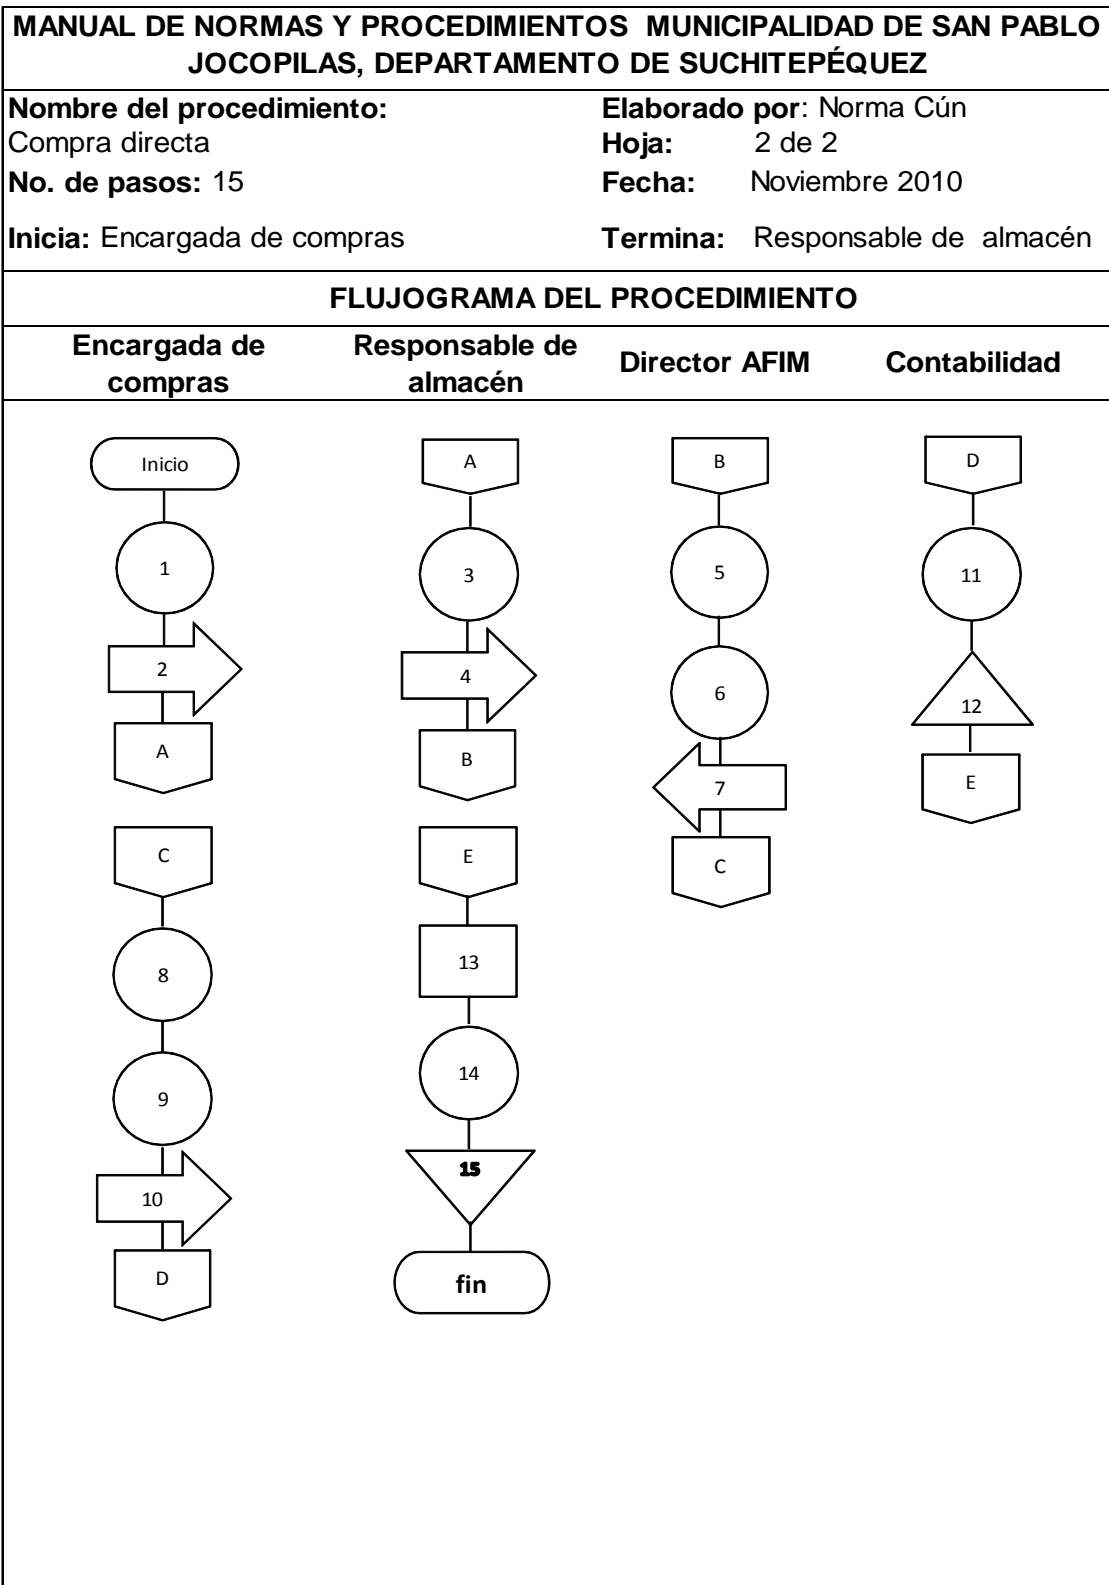 MANUAL DE NORMAS Y PROCEDIMIENTOS MUNICIPALIDAD DE SAN PABLO
JOCOPILAS, DEPARTAMENTO DE SUCHITEPÉQUEZ
Nombre del procedimiento:
Compra directa
No. de pasos: 15
Inicia: Encargada de compras
Elaborado por: Norma Cún
Hoja: 2 de 2
Fecha: Noviembre 2010
Termina: Responsable de almacén
FLUJOGRAMA DEL PROCEDIMIENTO
Encargada de
compras
Responsable de
almacén
Director AFIM
Contabilidad
Inicio
1
2
A
C
8
9
10
D
A
3
4
B
E
13
14
15
fin
B
5
6
7
C
D
11
12
E